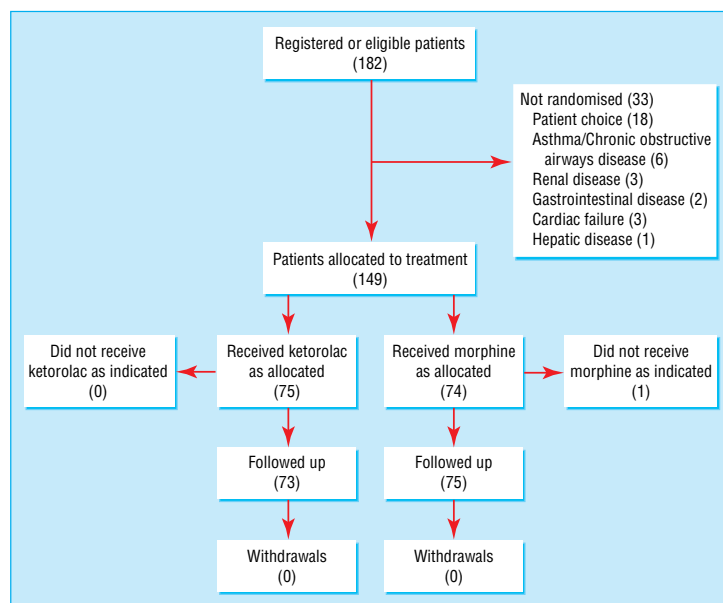 Registered or eligible patients
(182)
Not randomised (33)
Patient choice (18)
Asthma/Chronic obstructive
airways disease (6)
Renal disease (3)
Gastrointestinal disease (2)
Cardiac failure (3)
Hepatic disease (1)
Patients allocated to treatment
(149)
Did not receive
ketorolac as indicated
(0)
Received ketorolac
as allocated
(75)
Received morphine
as allocated
(74)
Did not receive
morphine as indicated
(1)
Followed up
(73)
Followed up
(75)
Withdrawals
(0)
Withdrawals
(0)